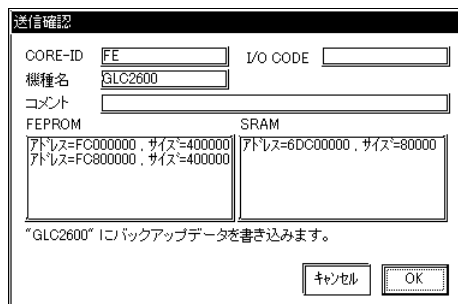 送信確認
CORE-ID FE I/O CODE
機種名 GLC2600
コメント
FEPROM SRAM
ｱﾄﾞﾚｽ=FC000000 , ｻｲｽﾞ=400000 ｱﾄﾞﾚｽ=6DC00000 , ｻｲｽﾞ=80000
ｱﾄﾞﾚｽ=FC800000 , ｻｲｽﾞ=400000
“GLC2600” にバックアップデータを書き込みます。
ｷｬﾝｾﾙ OK